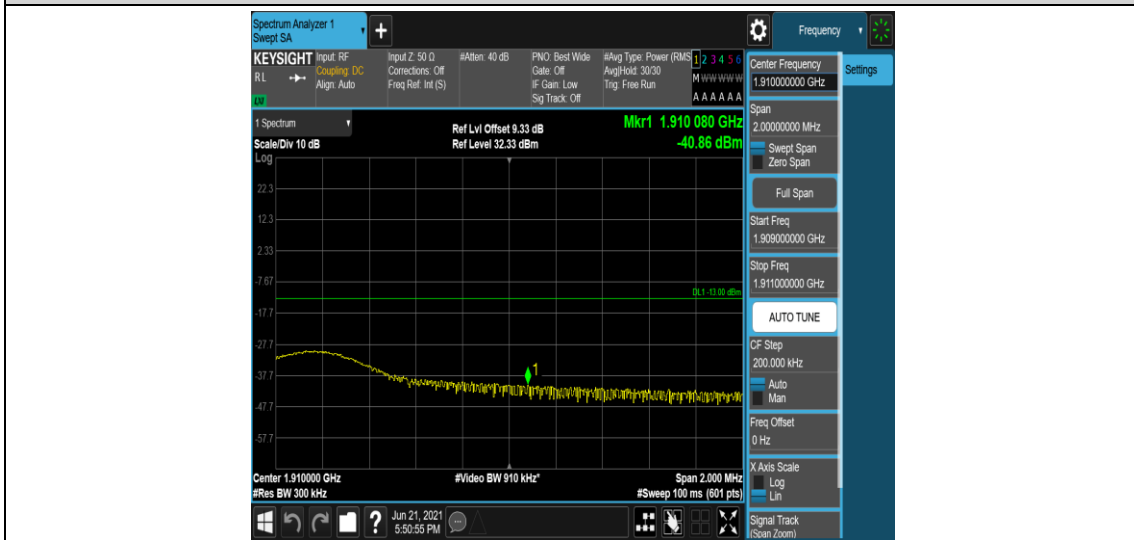 Spectrum Analyzer 1
Swept SA
+
Frequency
KEYSIGHT
RL
Input: RF
Coupling: DC
Align: Auto
Input Z: 50 Ω
Corrections: Off
Freq Ref: Int (S)
#Atten: 40 dB
PNO: Best Wide
Gate: Off
IF Gain: Low
Sig Track: Off
#Avg Type: Power (RMS
Avg|Hold: 30/30
Trig: Free Run
1 2 3 4 5 6
M W W W W W
A A A A A A
1 Spectrum
Scale/Div 10 dB
Ref Lvl Offset 9.33 dB
Ref Level 32.33 dBm
Mkr1 1.910 080 GHz
-40.86 dBm
Log
22.3
12.3
2.33
-7.67
-17.7
-27.7
-37.7
-47.7
-57.7
DL1 -13.00 dBm
1
Center 1.910000 GHz
#Res BW 300 kHz
#Video BW 910 kHz*
Span 2.000 MHz
#Sweep 100 ms (601 pts)
?
Jun 21, 2021
5:50:55 PM
Center Frequency
1.910000000 GHz
Settings
Span
2.00000000 MHz
Swept Span
Zero Span
Full Span
Start Freq
1.909000000 GHz
Stop Freq
1.911000000 GHz
AUTO TUNE
CF Step
200.000 kHz
Auto
Man
Freq Offset
0 Hz
X Axis Scale
Log
Lin
Signal Track
(Span Zoom)